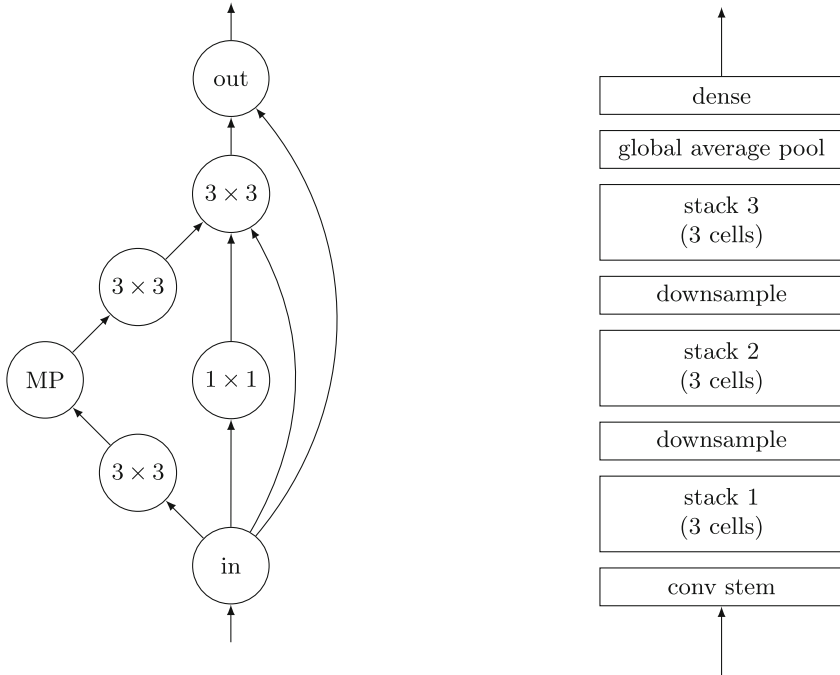 out
3 × 3
3 × 3
MP
1 × 1
3 × 3
in
dense
global average pool
stack 3
(3 cells)
downsample
stack 2
(3 cells)
downsample
stack 1
(3 cells)
conv stem